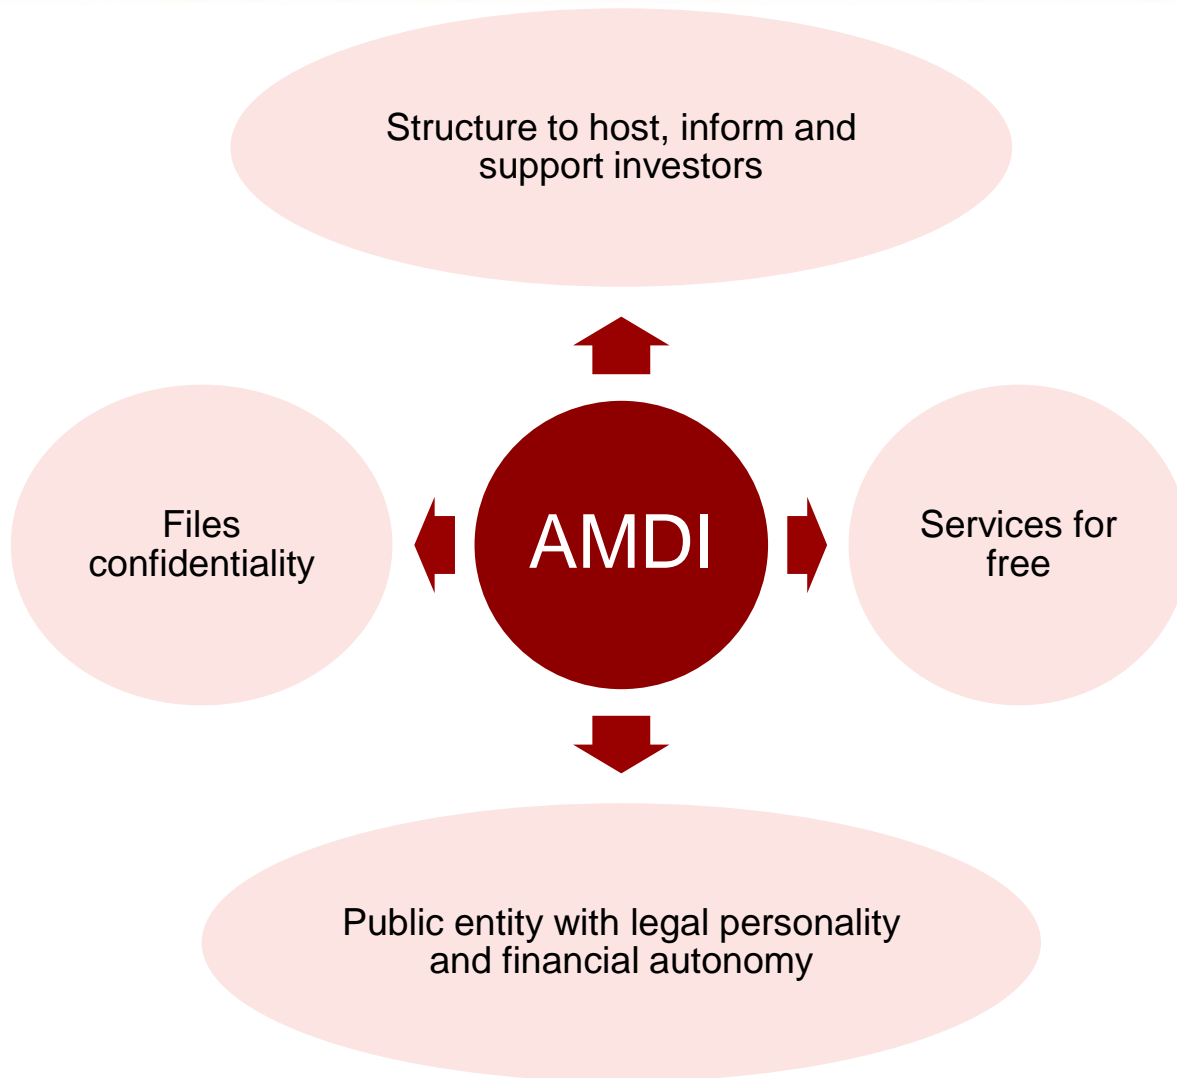 Structure to host, inform and
support investors
Files
confidentiality
AMDI
Services for
free
Public entity with legal personality
and financial autonomy